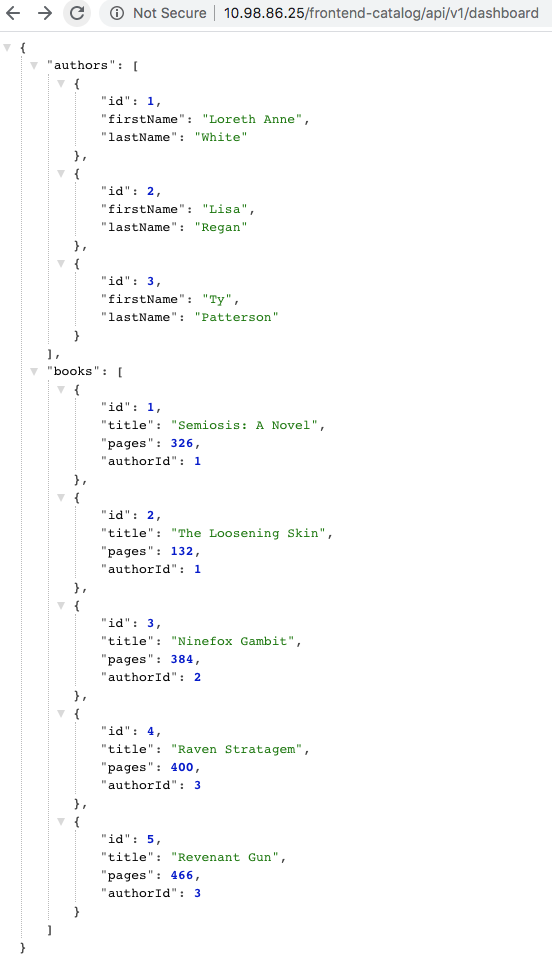 Not Secure | 10.98.86.25/frontend-catalog/api/v1/dashboard
{
"authors": [
{
"id": 1,
"firstName": "Loreth Anne",
"lastName": "White"
},
{
"id": 2,
"firstName": "Lisa",
"lastName": "Regan"
},
{
"id": 3,
"firstName": "Ty",
"lastName": "Patterson"
}
],
"books": [
{
"id": 1,
"title": "Semiosis: A Novel",
"pages": 326,
"authorId": 1
},
{
"id": 2,
"title": "The Loosening Skin",
"pages": 132,
"authorId": 1
},
{
"id": 3,
"title": "Ninefox Gambit",
"pages": 384,
"authorId": 2
},
{
"id": 4,
"title": "Raven Stratagem",
"pages": 400,
"authorId": 3
},
{
"id": 5,
"title": "Revenant Gun",
"pages": 466,
"authorId": 3
}
]
}